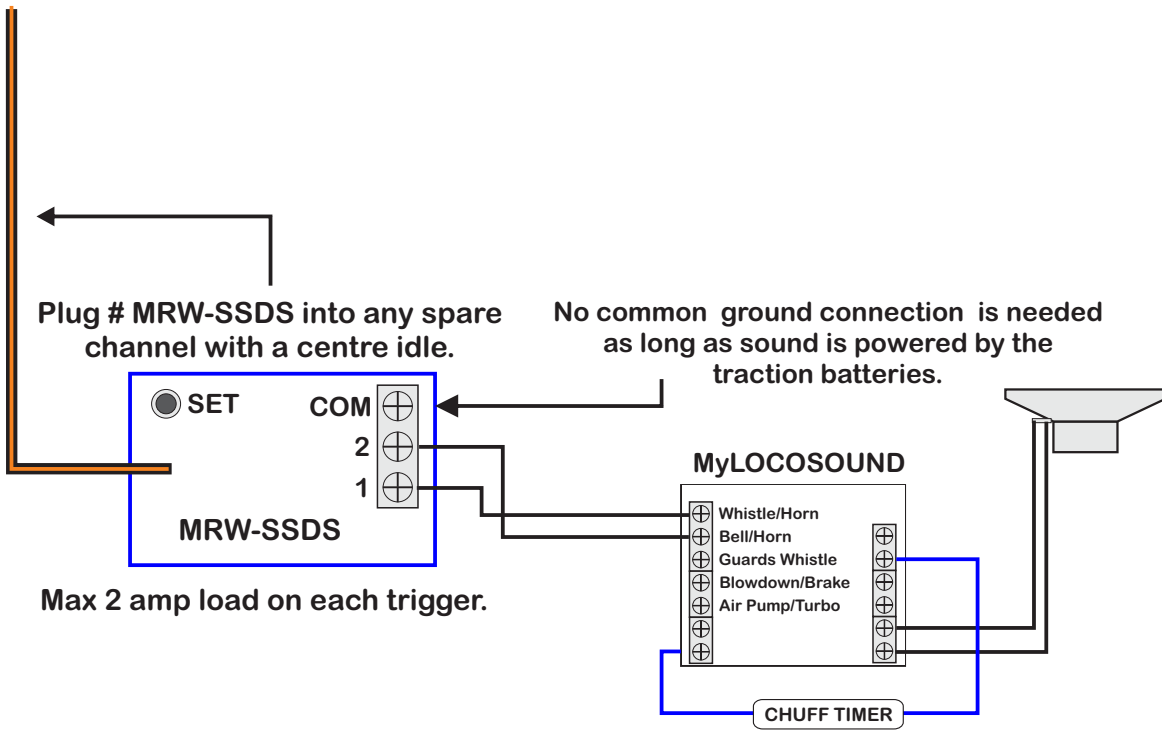 Plug # MRW-SSDS into any spare
channel with a centre idle.
No common ground connection is needed
as long as sound is powered by the
traction batteries.
SET
COM
2
1
MRW-SSDS
Max 2 amp load on each trigger.
MyLOCOSOUND
Whistle/Horn
Bell/Horn
Guards Whistle
Blowdown/Brake
Air Pump/Turbo
CHUFF TIMER